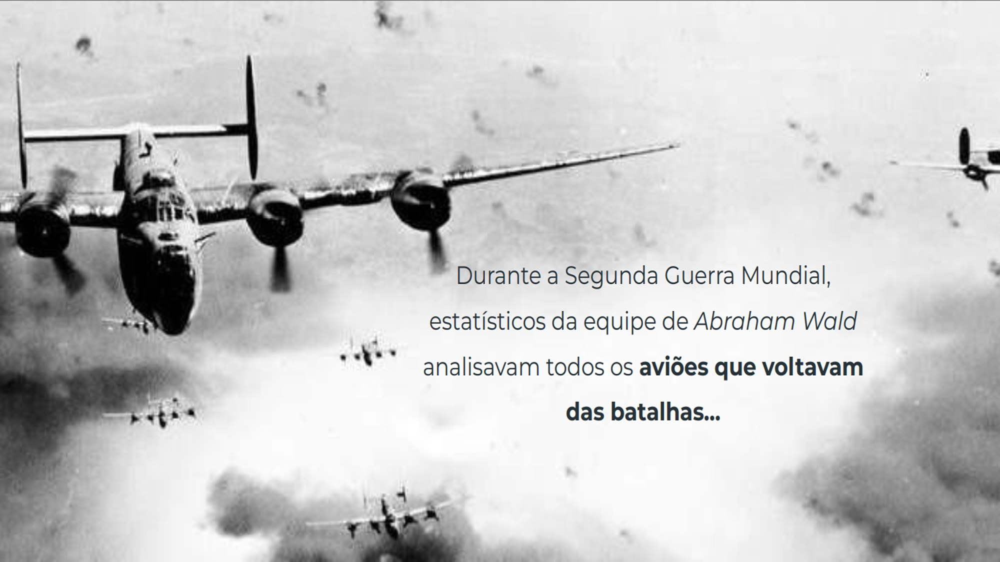 Durante a Segunda Guerra Mundial,
estatísticos da equipe de Abraham Wald
analisavam todos os aviões que voltavam
das batalhas...